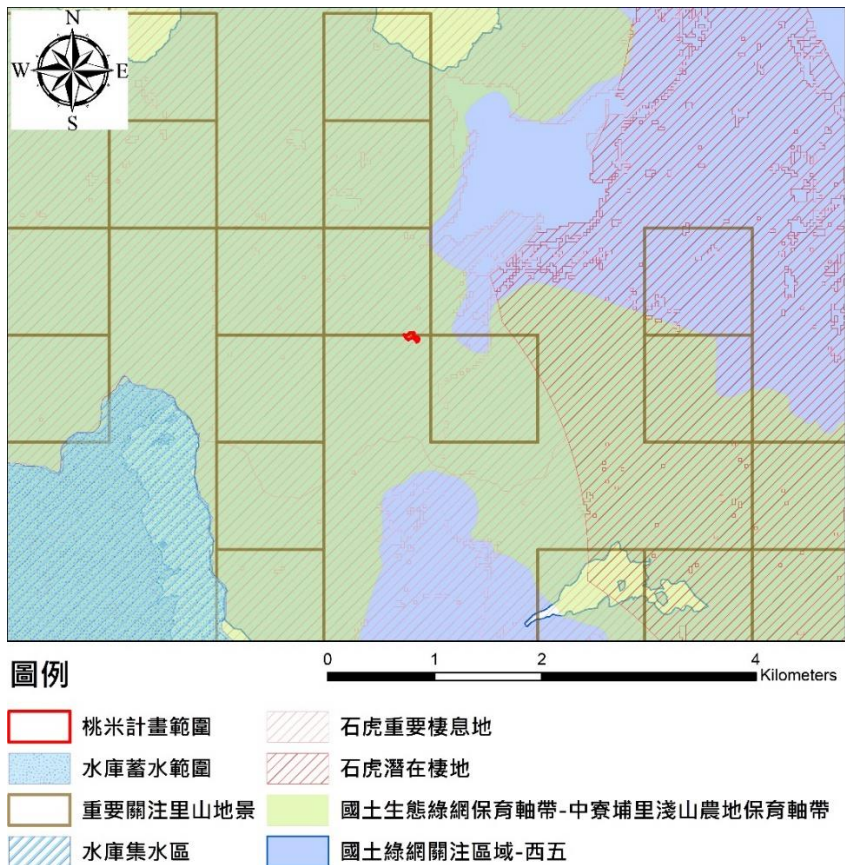 N
W E
S
圖例
0 1 2 4
Kilometers
桃米計畫範圍
石虎重要棲息地
水庫蓄水範圍
石虎潛在棲地
重要關注里山地景
國土生態綠網保育軸帶-中寮埔里淺山農地保育軸帶
水庫集水區
國土綠網關注區域-西五